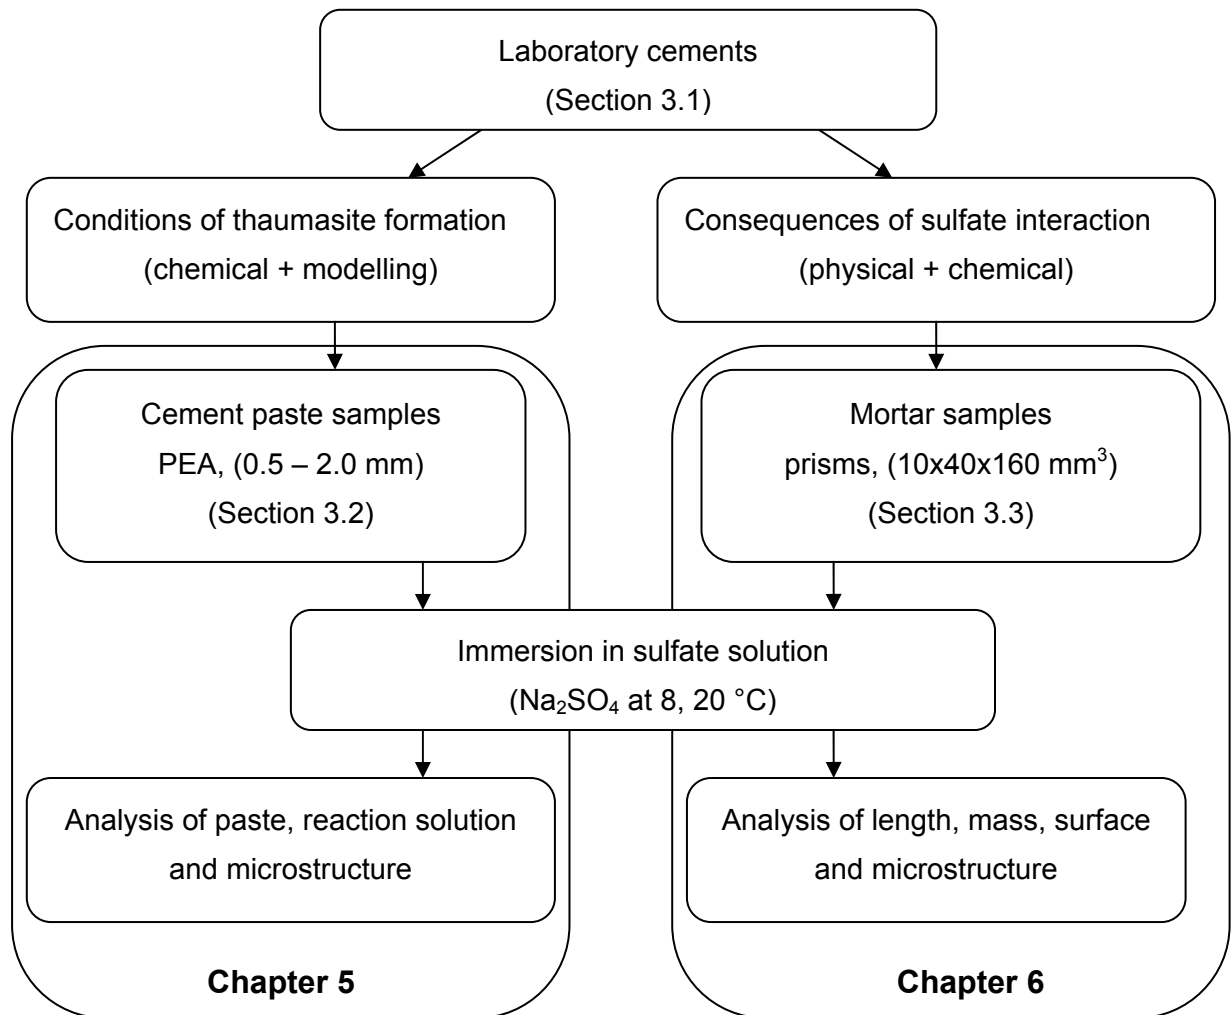 Laboratory cements
(Section 3.1)
Conditions of thaumasite formation
(chemical + modelling)
Consequences of sulfate interaction
(physical + chemical)
Cement paste samples
PEA, (0.5 – 2.0 mm)
(Section 3.2)
Mortar samples
prisms, (10x40x160 mm³)
(Section 3.3)
Immersion in sulfate solution
(Na₂SO₄ at 8, 20 °C)
Analysis of paste, reaction solution
and microstructure
Analysis of length, mass, surface
and microstructure
Chapter 5
Chapter 6